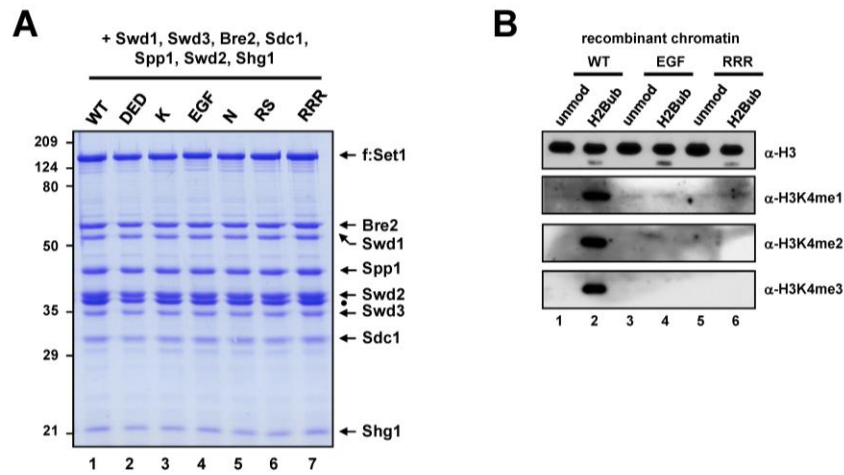 A
+ Swd1, Swd3, Bre2, Sdc1,
Spp1, Swd2, Shg1
WT DED K EGF N RS RRR
209
124
80
50
35
29
21
f:Set1
Bre2
Swd1
Spp1
Swd2
Swd3
Sdc1
Shg1
1 2 3 4 5 6 7
B
recombinant chromatin
WT EGF RRR
unmod H2Bub unmod H2Bub unmod H2Bub
α-H3
α-H3K4me1
α-H3K4me2
α-H3K4me3
1 2 3 4 5 6